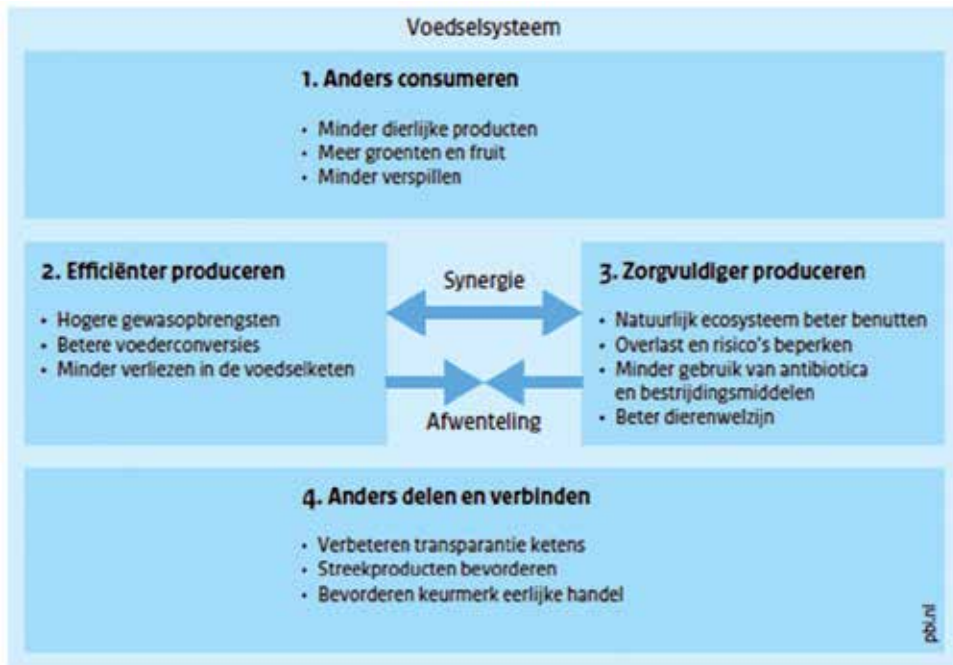 Voedselsysteem
1. Anders consumeren
• Minder dierlijke producten
• Meer groenten en fruit
• Minder verspillen
2. Efficiënter produceren
• Hogere gewasopbrengsten
• Betere voederconversies
• Minder verliezen in de voedselketen
Synergie
Afwenteling
3. Zorgvuldiger produceren
• Natuurlijk ecosysteem beter benutten
• Overlast en risico's beperken
• Minder gebruik van antibiotica
en bestrijdingsmiddelen
• Beter dierenwelzijn
4. Anders delen en verbinden
• Verbeteren transparantie ketens
• Streekproducten bevorderen
• Bevorderen keurmerk eerlijke handel
pbl.nl